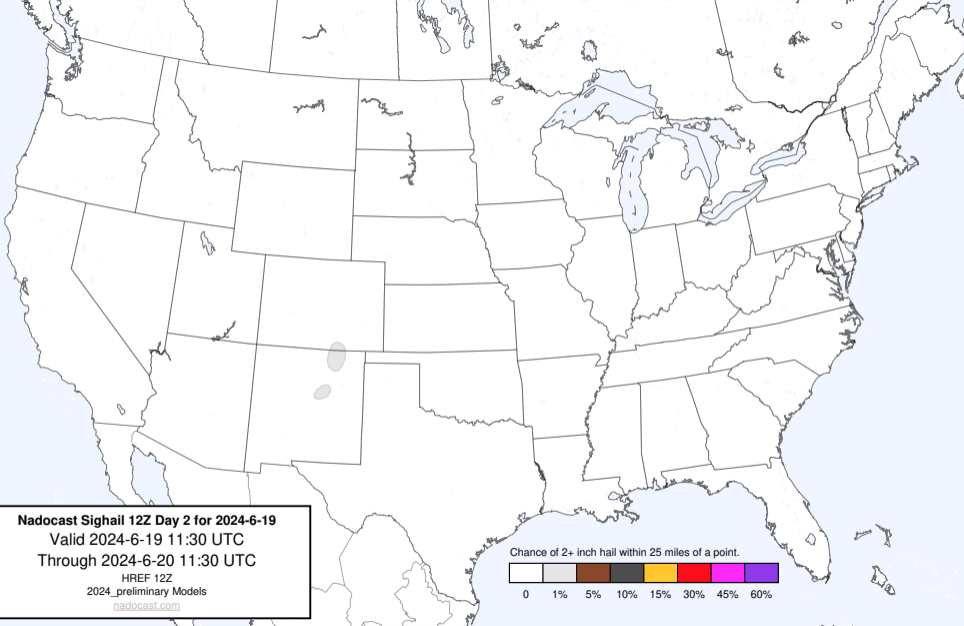 Nadocast Sighail 12Z Day 2 for 2024-6-19
Valid 2024-6-19 11:30 UTC
Through 2024-6-20 11:30 UTC
HREF 12Z
2024_preliminary Models
nadocast.com
Chance of 2+ inch hail within 25 miles of a point.
0 1% 5% 10% 15% 30% 45% 60%